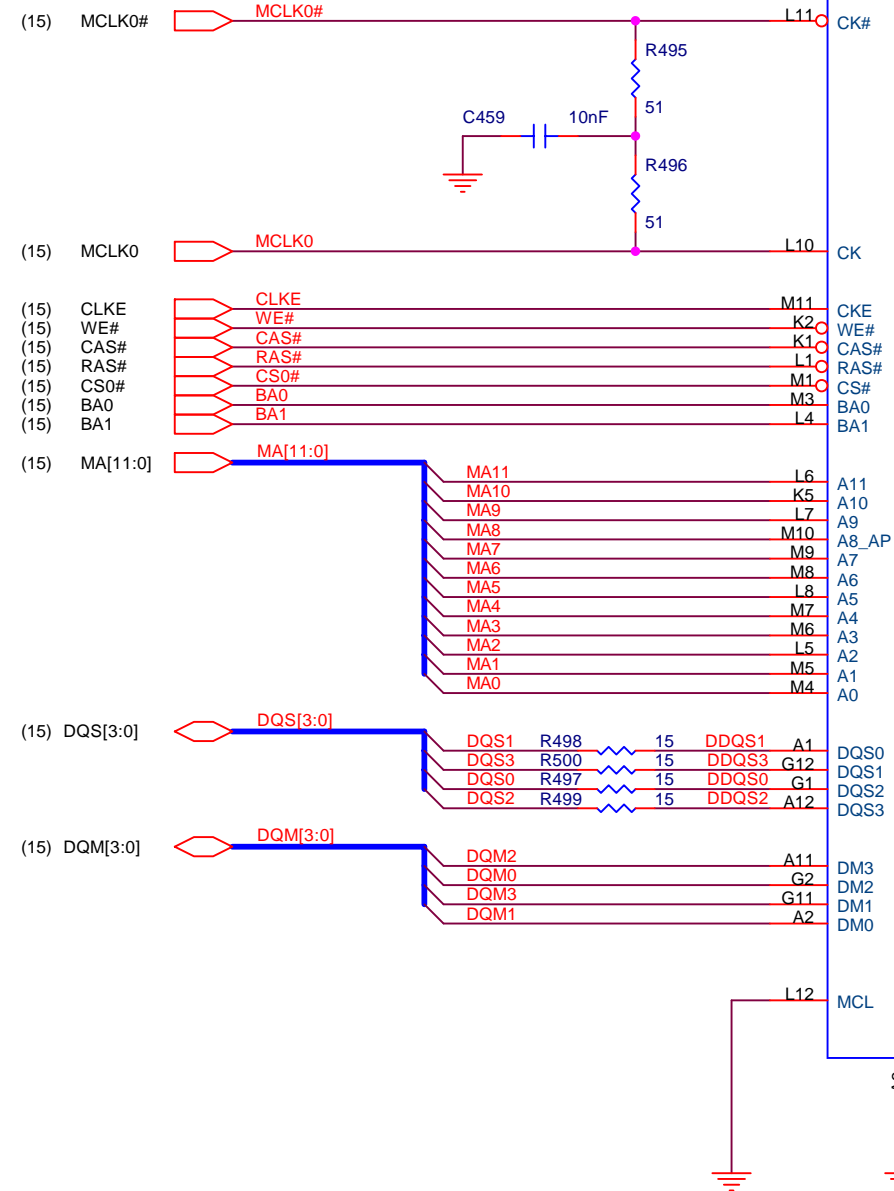 (15) MCLK0# MCLK0# L11 CK#
R495
51
C459 10nF
R496
51
(15) MCLK0 MCLK0 L10 CK
(15) CLKE CLKE M11 CKE
(15) WE# WE# K2 WE#
(15) CAS# CAS# K1 CAS#
(15) RAS# RAS# L1 RAS#
(15) CS0# CS0# M1 CS#
(15) BA0 BA0 M3 BA0
(15) BA1 BA1 L4 BA1
(15) MA[11:0] MA[11:0]
MA11 L6 A11
MA10 K5 A10
MA9 L7 A9
MA8 M10 A8_AP
MA7 M9 A7
MA6 M8 A6
MA5 L8 A5
MA4 M7 A4
MA3 M6 A3
MA2 L5 A2
MA1 M5 A1
MA0 M4 A0
(15) DQS[3:0] DQS[3:0]
DQS1 R498 15 DDQS1 A1 DQS0
DQS3 R500 15 DDQS3 G12 DQS1
DQS0 R497 15 DDQS0 G1 DQS2
DQS2 R499 15 DDQS2 A12 DQS3
(15) DQM[3:0] DQM[3:0]
DQM2 A11 DM3
DQM0 G2 DM2
DQM3 G11 DM1
DQM1 A2 DM0
L12 MCL